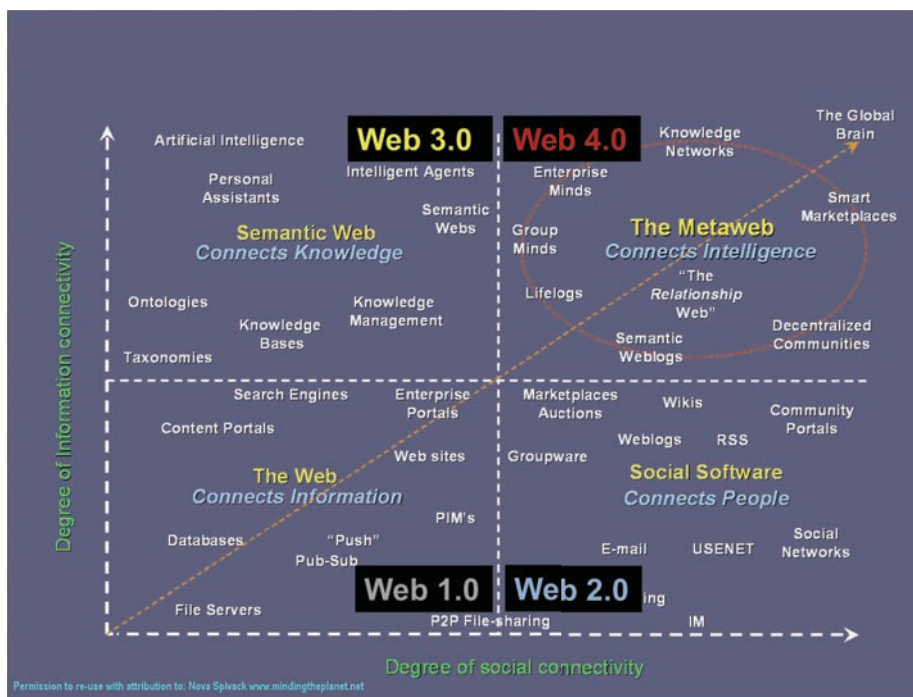 The Global
Brain
Artificial Intelligence
Web 3.0
Web 4.0
Knowledge
Networks
Intelligent Agents
Enterprise
Minds
Personal
Assistants
Semantic
Webs
Smart
Marketplaces
Semantic Web
Connects Knowledge
Group
Minds
The Metaweb
Connects Intelligence
"The
Relationship
Web"
Lifelogs
Ontologies
Knowledge
Management
Knowledge
Bases
Taxonomies
Semantic
Weblogs
Decentralized
Communities
Search Engines
Enterprise
Portals
Marketplaces
Auctions
Wikis
Community
Portals
Content Portals
Weblogs
RSS
Web sites
Groupware
The Web
Connects Information
Social Software
Connects People
PIM's
Databases
"Push"
Pub-Sub
E-mail
USENET
Social
Networks
Web 1.0
Web 2.0
ing
File Servers
P2P File-sharing
IM
Degree of Information connectivity
Degree of social connectivity
Permission to re-use with attribution to: Nova Spivack www.mindingtheplanet.net